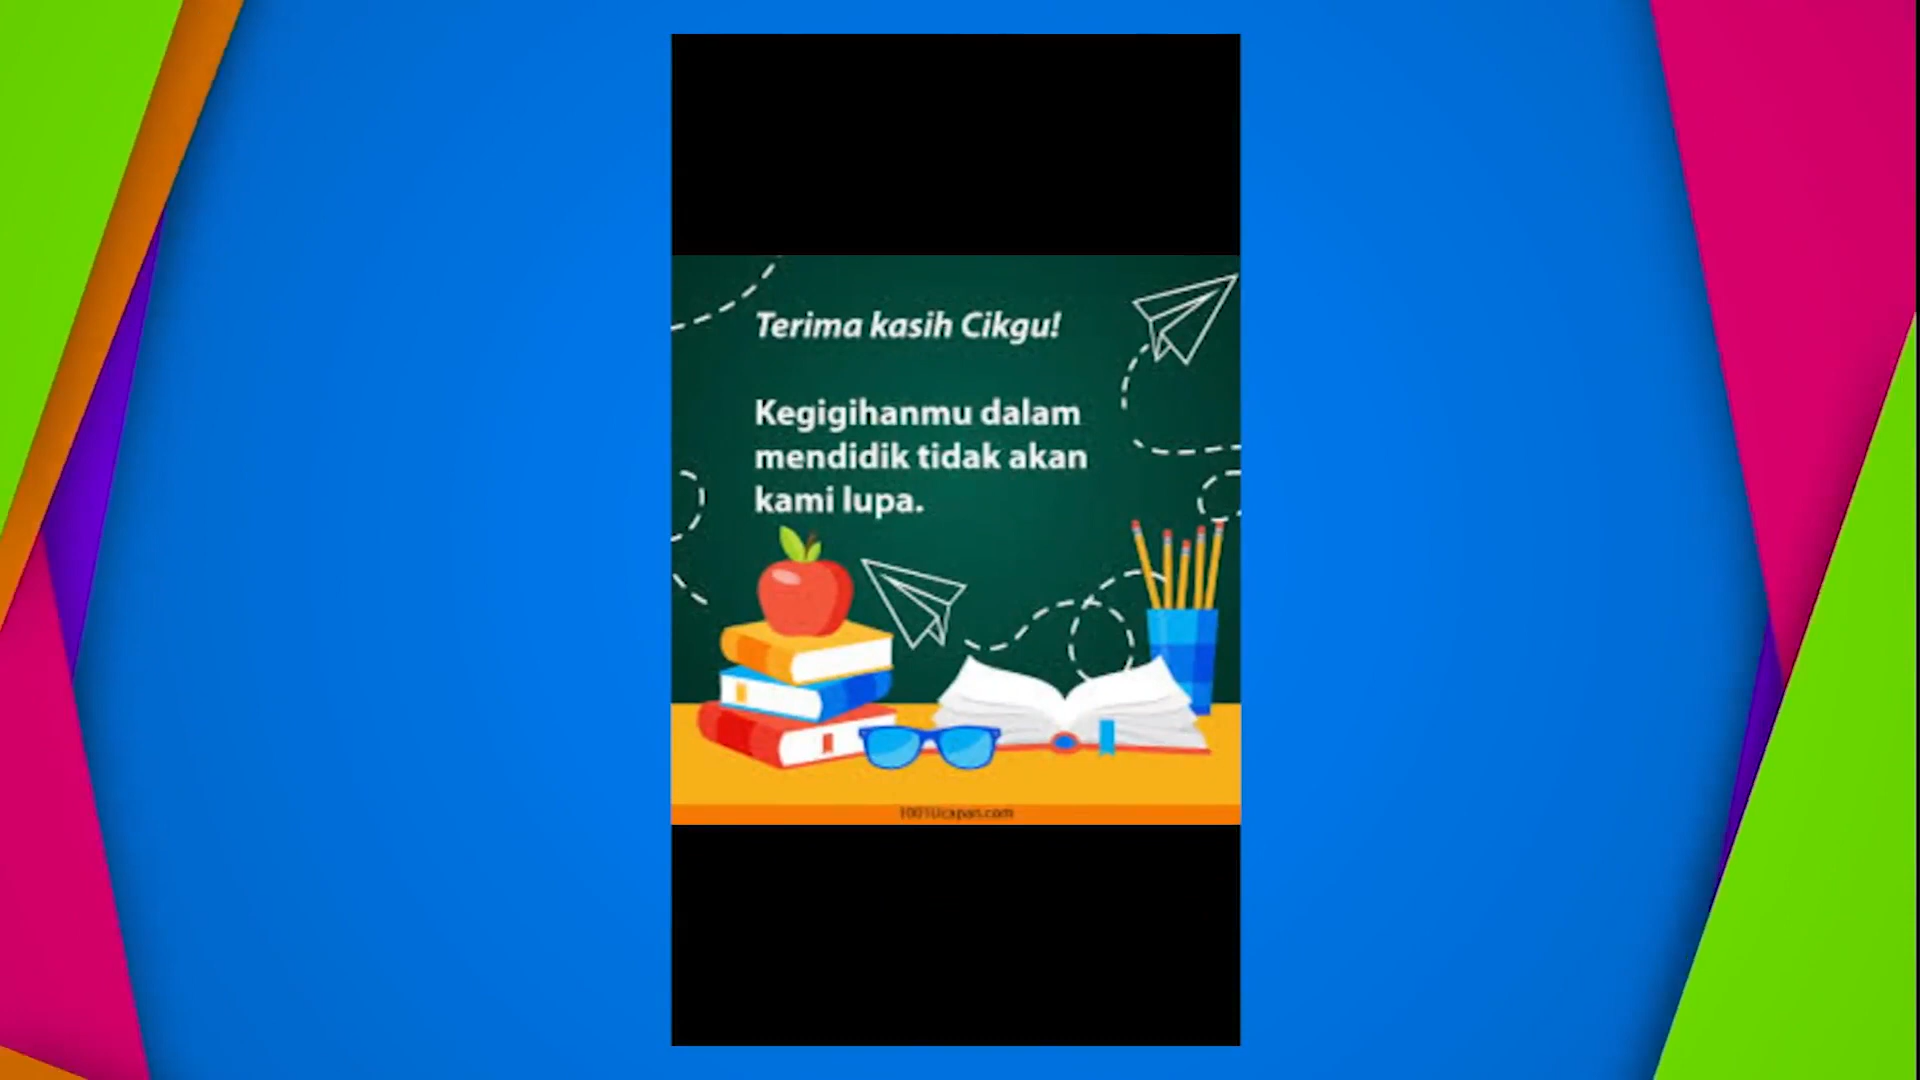 Terima kasih Cikgu!
Kegigihanmu dalam
mendidik tidak akan
kami lupa.
1001Ucapan.com